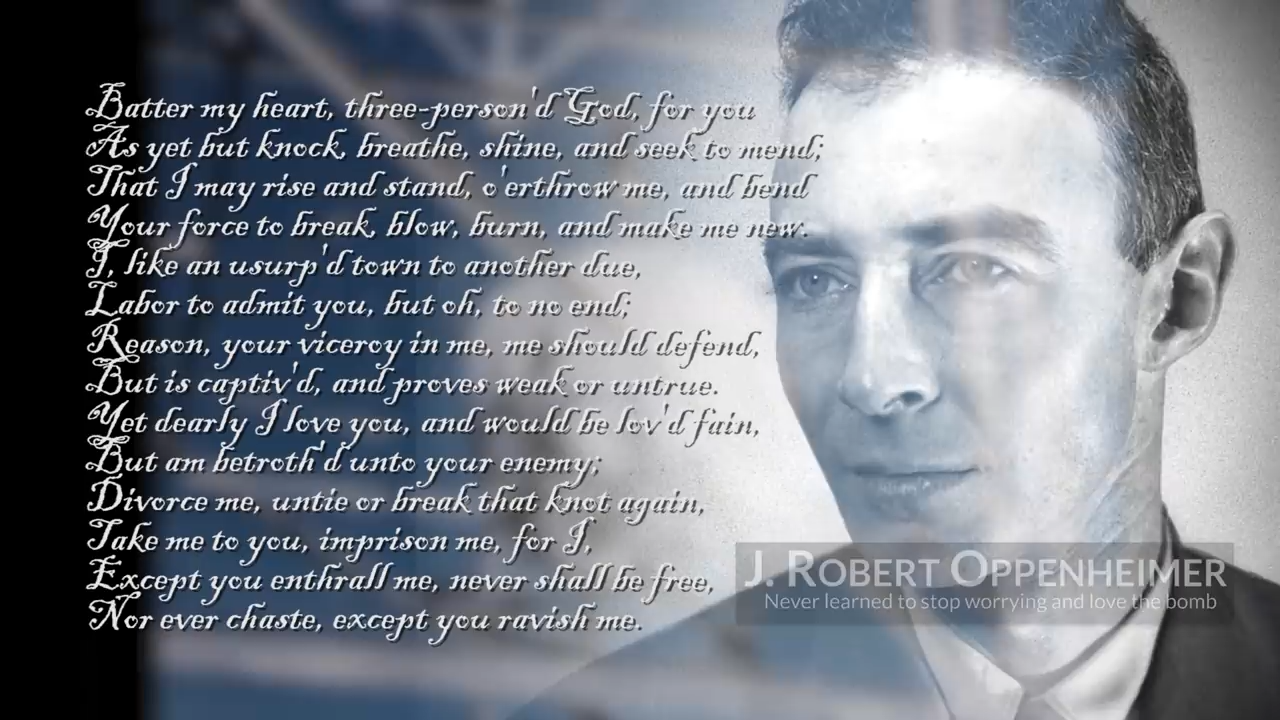 Batter my heart, three-person'd God, for you
As yet but knock, breathe, shine, and seek to mend;
That I may rise and stand, o'erthrow me, and bend
Your force to break, blow, burn, and make me new.
I, like an usurp'd town to another due,
Labor to admit you, but oh, to no end;
Reason, your viceroy in me, me should defend,
But is captiv'd, and proves weak or untrue.
Yet dearly I love you, and would be lov'd fain,
But am betroth'd unto your enemy;
Divorce me, untie or break that knot again,
Take me to you, imprison me, for I,
Except you enthrall me, never shall be free,
Nor ever chaste, except you ravish me.
J. Robert Oppenheimer
Never learned to stop worrying and love the bomb